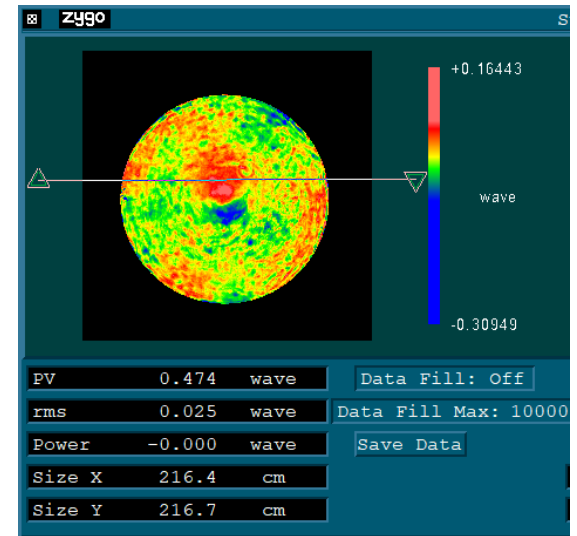 zygo
S
+0.16443
wave
-0.30949
PV 0.474 wave Data Fill: Off
rms 0.025 wave Data Fill Max: 10000
Power -0.000 wave Save Data
Size X 216.4 cm
Size Y 216.7 cm